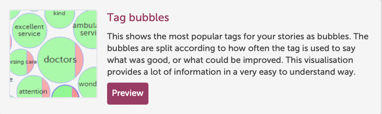 Tag bubbles
This shows the most popular tags for your stories as bubbles. The
bubbles are split according to how often the tag is used to say
what was good, or what could be improved. This visualisation
provides a lot of information in a very easy to understand way.
Preview
kind
excellent
service
ambula
servi
doctors
rsing care
attention
wond